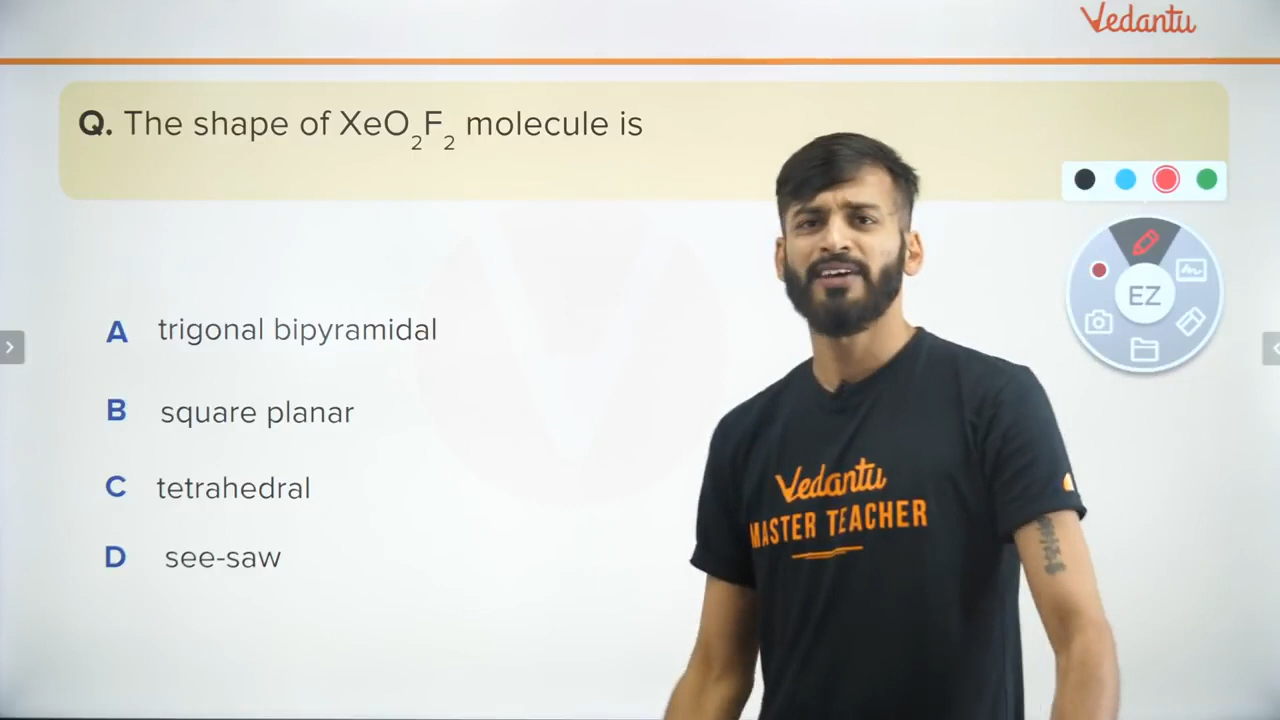 Vedantu
Q. The shape of XeO₂F₂ molecule is
EZ
A trigonal bipyramidal
B square planar
C tetrahedral
D see-saw
Vedantu
MASTER TEACHER